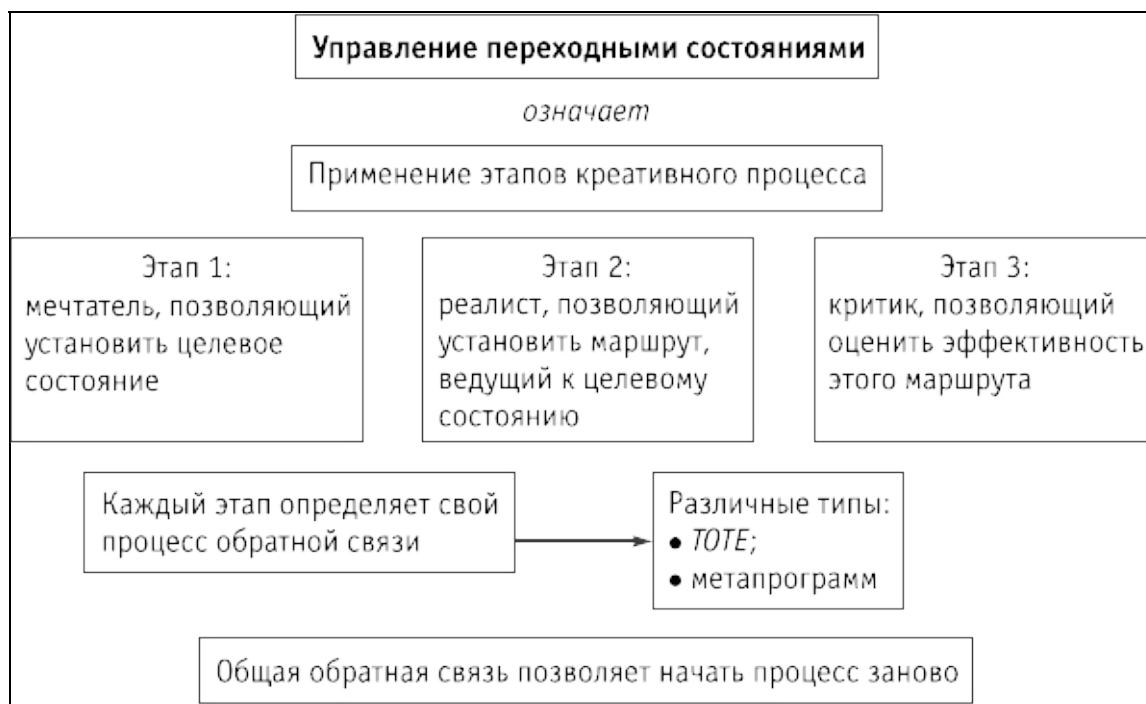 Управление переходными состояниями
означает
Применение этапов креативного процесса
Этап 1:
мечтатель, позволяющий
установить целевое
состояние
Этап 2:
реалист, позволяющий
установить маршрут,
ведущий к целевому
состоянию
Этап 3:
критик, позволяющий
оценить эффективность
этого маршрута
Каждый этап определяет свой
процесс обратной связи
Различные типы:
● TOTE;
● метапрограмм
Общая обратная связь позволяет начать процесс заново